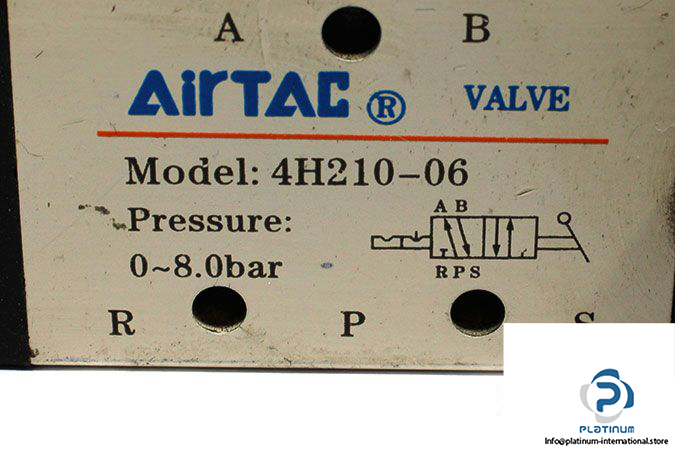 A B
AirTAC ® VALVE
Model: 4H210-06
Pressure:
A B
0~8.0bar
R P S
R P S
PLATINUM
Info@platinum-international.store